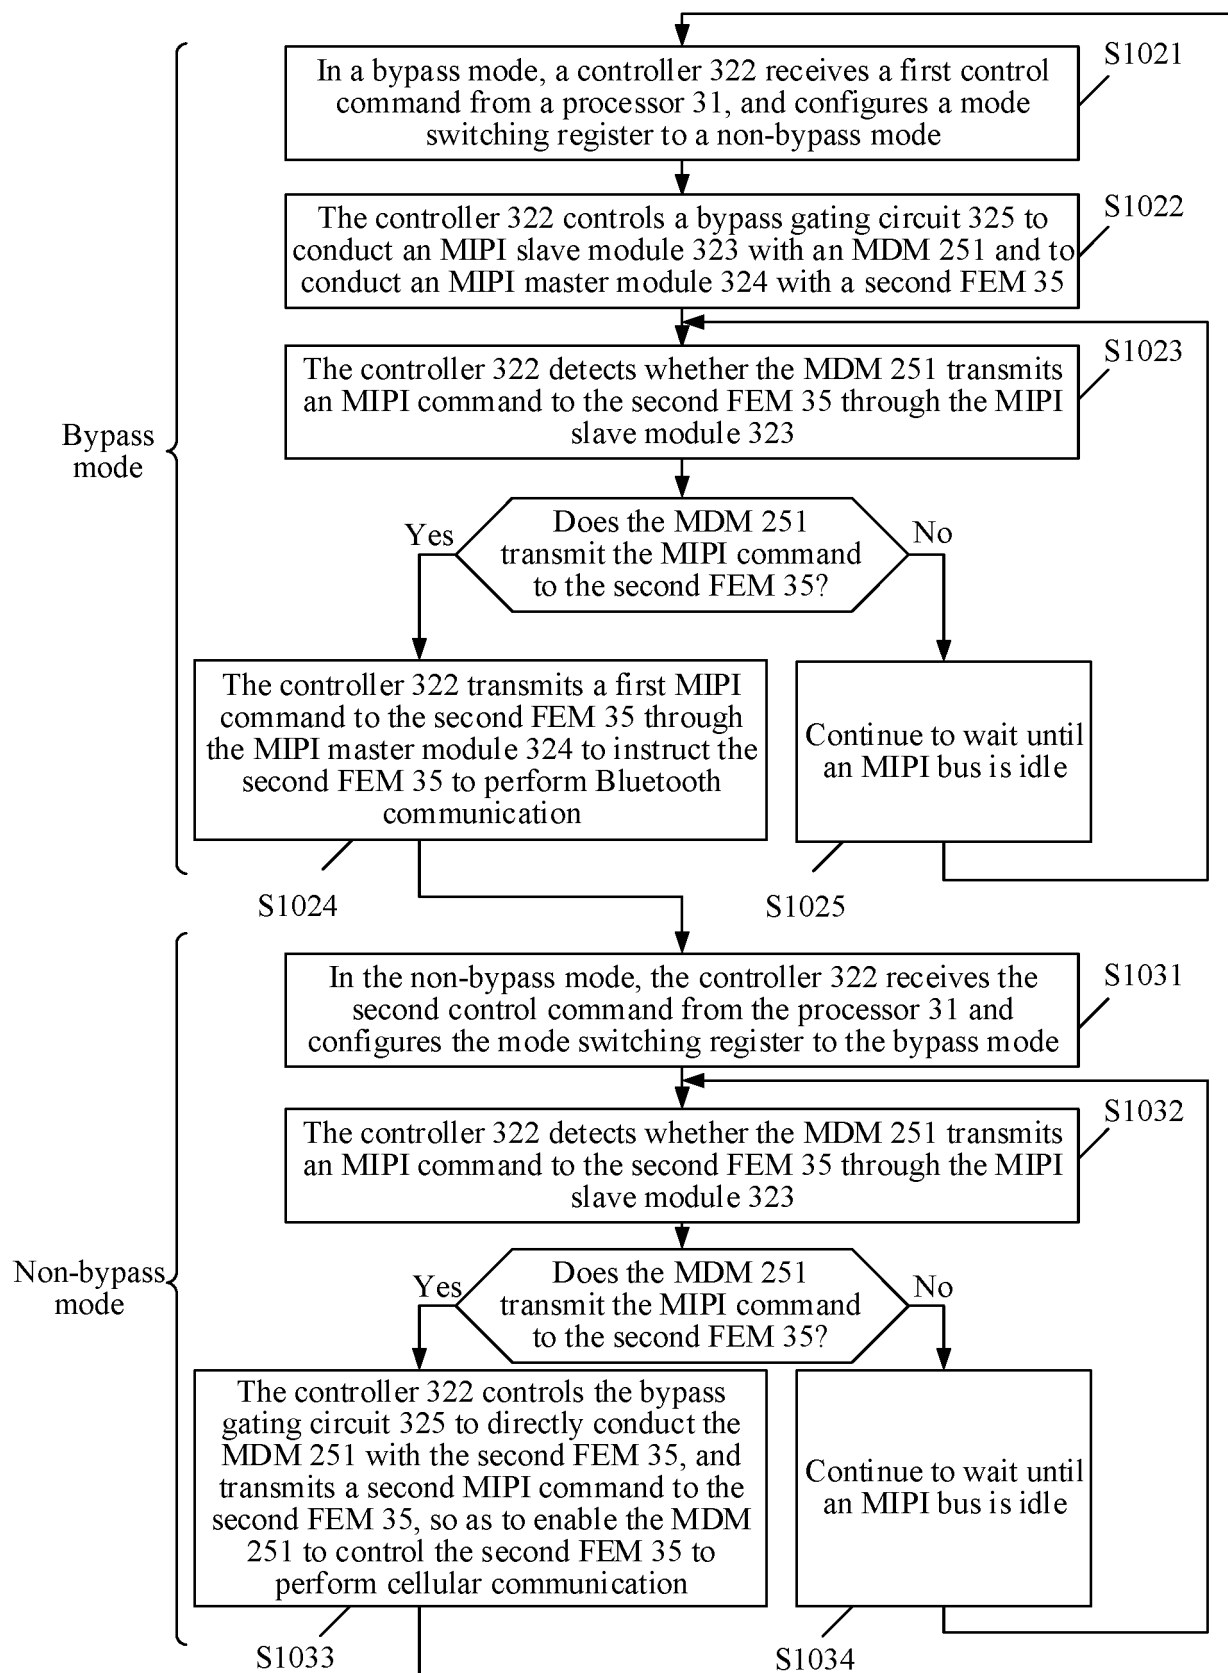 In a bypass mode, a controller 322 receives a first control
command from a processor 31, and configures a mode
switching register to a non-bypass mode
S1021
The controller 322 controls a bypass gating circuit 325 to
conduct an MIPI slave module 323 with an MDM 251 and to
conduct an MIPI master module 324 with a second FEM 35
S1022
The controller 322 detects whether the MDM 251 transmits
an MIPI command to the second FEM 35 through the MIPI
slave module 323
S1023
Bypass
mode
Does the MDM 251
transmit the MIPI command
to the second FEM 35?
Yes
No
The controller 322 transmits a first MIPI
command to the second FEM 35 through
the MIPI master module 324 to instruct the
second FEM 35 to perform Bluetooth
communication
S1024
Continue to wait until
an MIPI bus is idle
S1025
In the non-bypass mode, the controller 322 receives the
second control command from the processor 31 and
configures the mode switching register to the bypass mode
S1031
The controller 322 detects whether the MDM 251 transmits
an MIPI command to the second FEM 35 through the MIPI
slave module 323
S1032
Non-bypass
mode
Does the MDM 251
transmit the MIPI command
to the second FEM 35?
Yes
No
The controller 322 controls the bypass
gating circuit 325 to directly conduct the
MDM 251 with the second FEM 35, and
transmits a second MIPI command to the
second FEM 35, so as to enable the MDM
251 to control the second FEM 35 to
perform cellular communication
S1033
Continue to wait until
an MIPI bus is idle
S1034